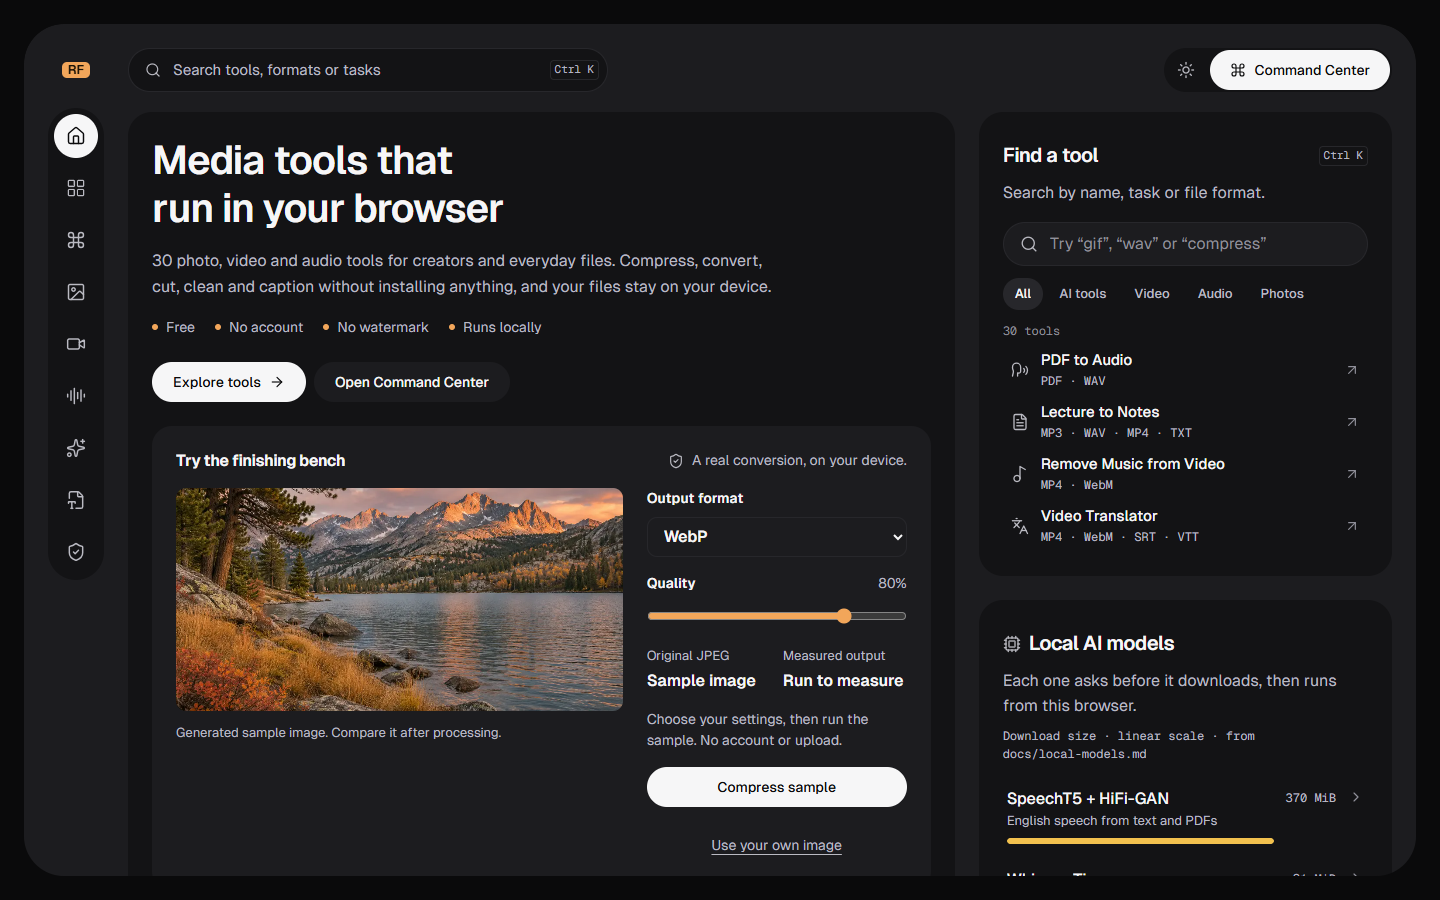 RF
Search tools, formats or tasks
Ctrl K
Command Center
Media tools that
run in your browser
30 photo, video and audio tools for creators and everyday files. Compress, convert,
cut, clean and caption without installing anything, and your files stay on your device.
Free
No account
No watermark
Runs locally
Explore tools
Open Command Center
Try the finishing bench
A real conversion, on your device.
Generated sample image. Compare it after processing.
Output format
WebP
Quality
80%
Original JPEG
Sample image
Measured output
Run to measure
Choose your settings, then run the
sample. No account or upload.
Compress sample
Use your own image
Find a tool
Ctrl K
Search by name, task or file format.
Try “gif”, “wav” or “compress”
All
AI tools
Video
Audio
Photos
30 tools
PDF to Audio
PDF · WAV
Lecture to Notes
MP3 · WAV · MP4 · TXT
Remove Music from Video
MP4 · WebM
Video Translator
MP4 · WebM · SRT · VTT
Local AI models
Each one asks before it downloads, then runs
from this browser.
Download size · linear scale · from
docs/local-models.md
SpeechT5 + HiFi-GAN
370 MiB
English speech from text and PDFs